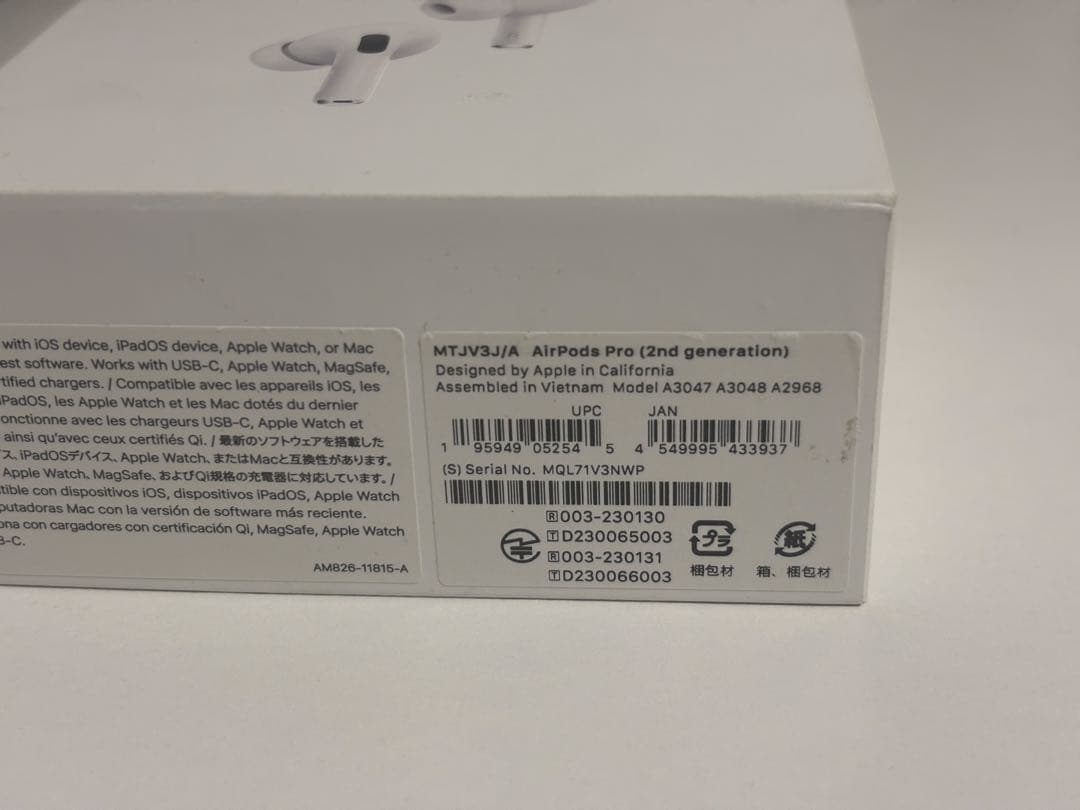 with iOS device, iPadOS device, Apple Watch, or Mac
est software. Works with USB-C, Apple Watch, MagSafe,
tified chargers. / Compatible avec les appareils iOS, les
iPadOS, les Apple Watch et les Mac dotés du dernier
onctionne avec les chargeurs USB-C, Apple Watch et
ainsi qu'avec ceux certifiés Qi. / 最新のソフトウェアを搭載した
ス、iPadOSデバイス、Apple Watch、またはMacと互換性があります。
Apple Watch、MagSafe、およびQi規格の充電器に対応しています。/
tible con dispositivos iOS, dispositivos iPadOS, Apple Watch
putadoras Mac con la versión de software más reciente.
ona con cargadores con certificación Qi, MagSafe, Apple Watch
B-C.
AM826-11815-A
MTJV3J/A AirPods Pro (2nd generation)
Designed by Apple in California
Assembled in Vietnam Model A3047 A3048 A2968
UPC JAN
1 95949 05254 5 4 549995 433937
(S) Serial No. MQL71V3NWP
R 003-230130
T D230065003
R 003-230131
T D230066003
プラ 紙
梱包材 箱、梱包材